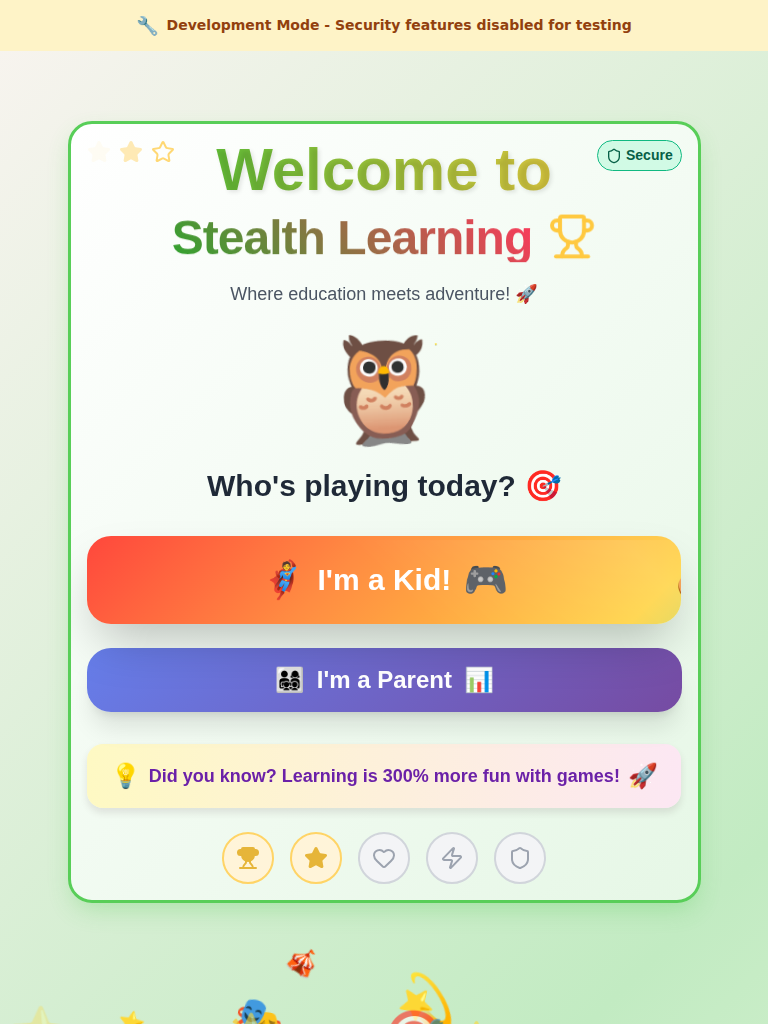 Development Mode - Security features disabled for testing
Welcome to
Secure
Stealth Learning
Where education meets adventure!
Who's playing today?
I'm a Kid!
I'm a Parent
Did you know? Learning is 300% more fun with games!